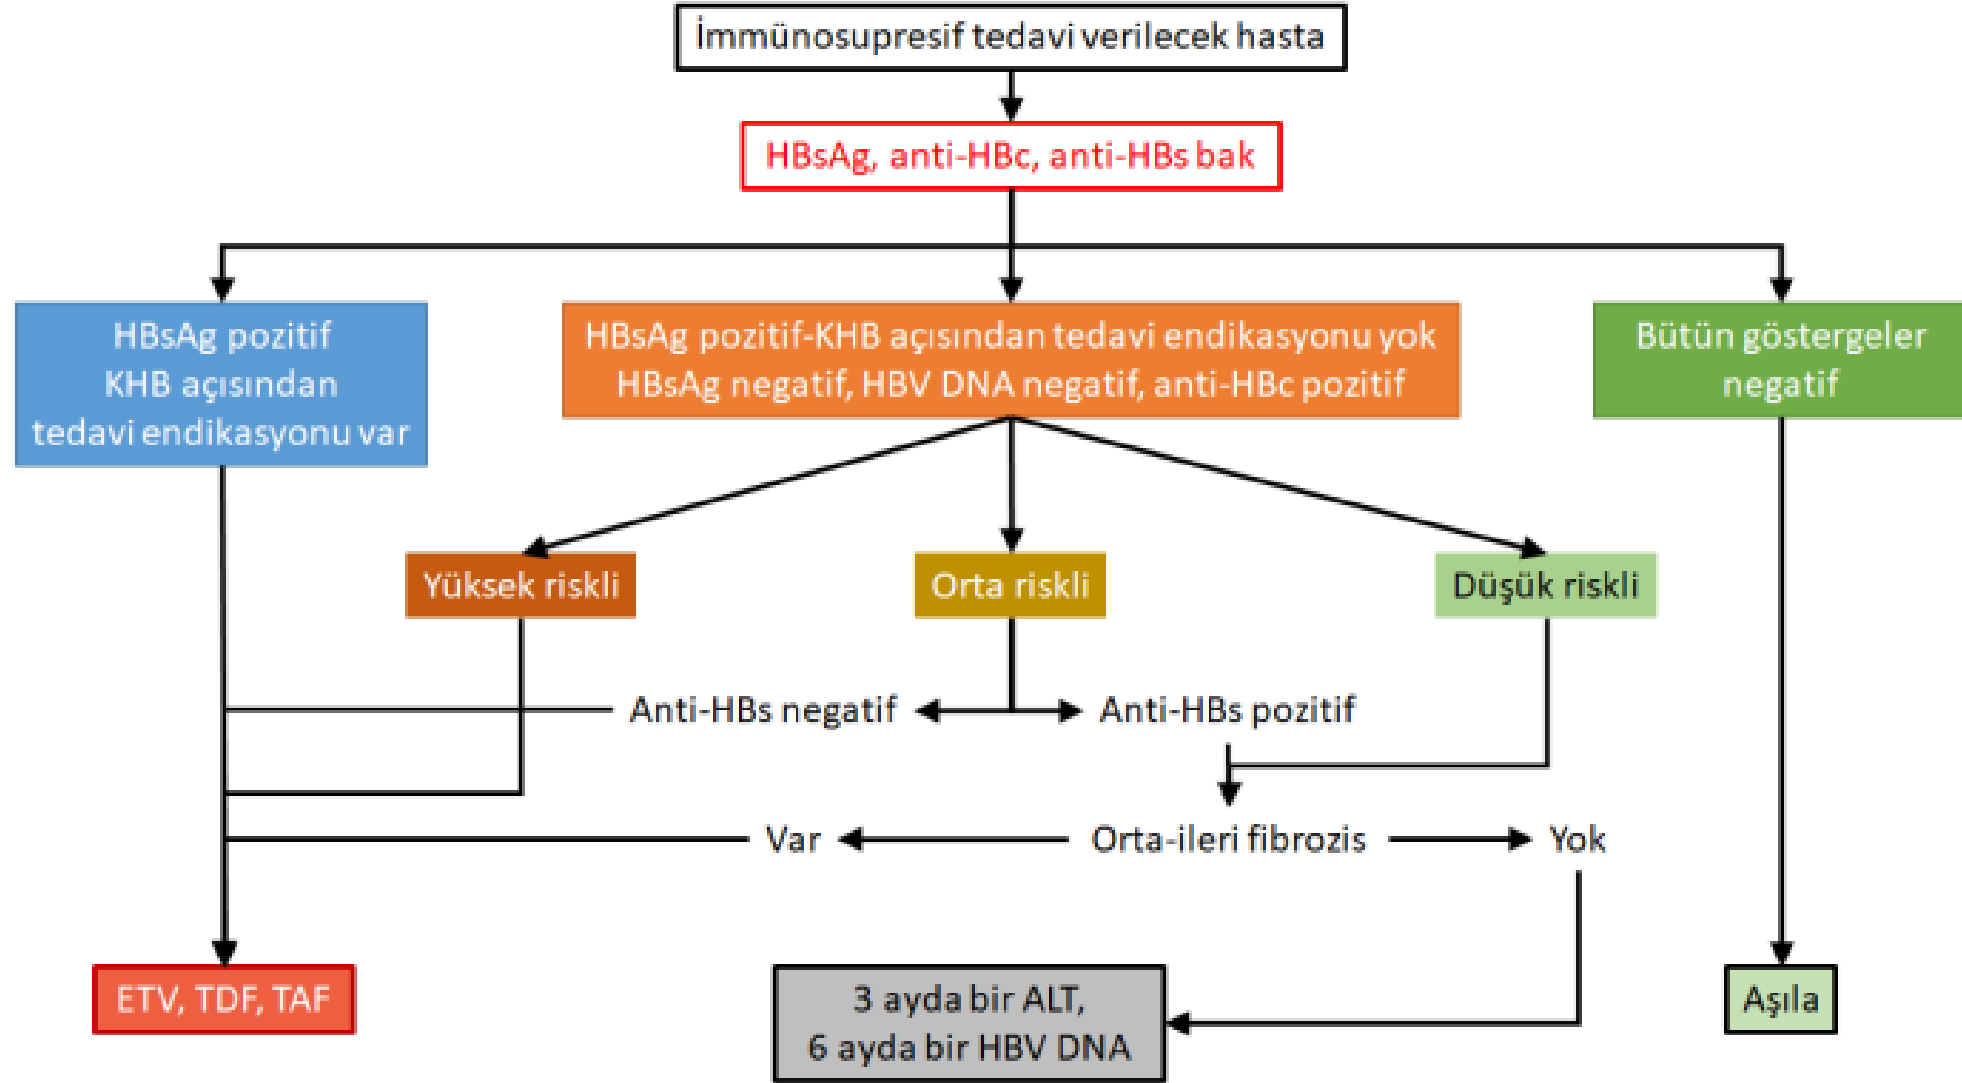 İmmünosupresif tedavi verilecek hasta
HBsAg, anti-HBc, anti-HBs bak
HBsAg pozitif
KHB açısından
tedavi endikasyonu var
HBsAg pozitif-KHB açısından tedavi endikasyonu yok
HBsAg negatif, HBV DNA negatif, anti-HBc pozitif
Bütün göstergeler
negatif
Yüksek riskli
Orta riskli
Düşük riskli
Anti-HBs negatif
Anti-HBs pozitif
Var
Orta-ileri fibrozis
Yok
ETV, TDF, TAF
3 ayda bir ALT,
6 ayda bir HBV DNA
Aşıla